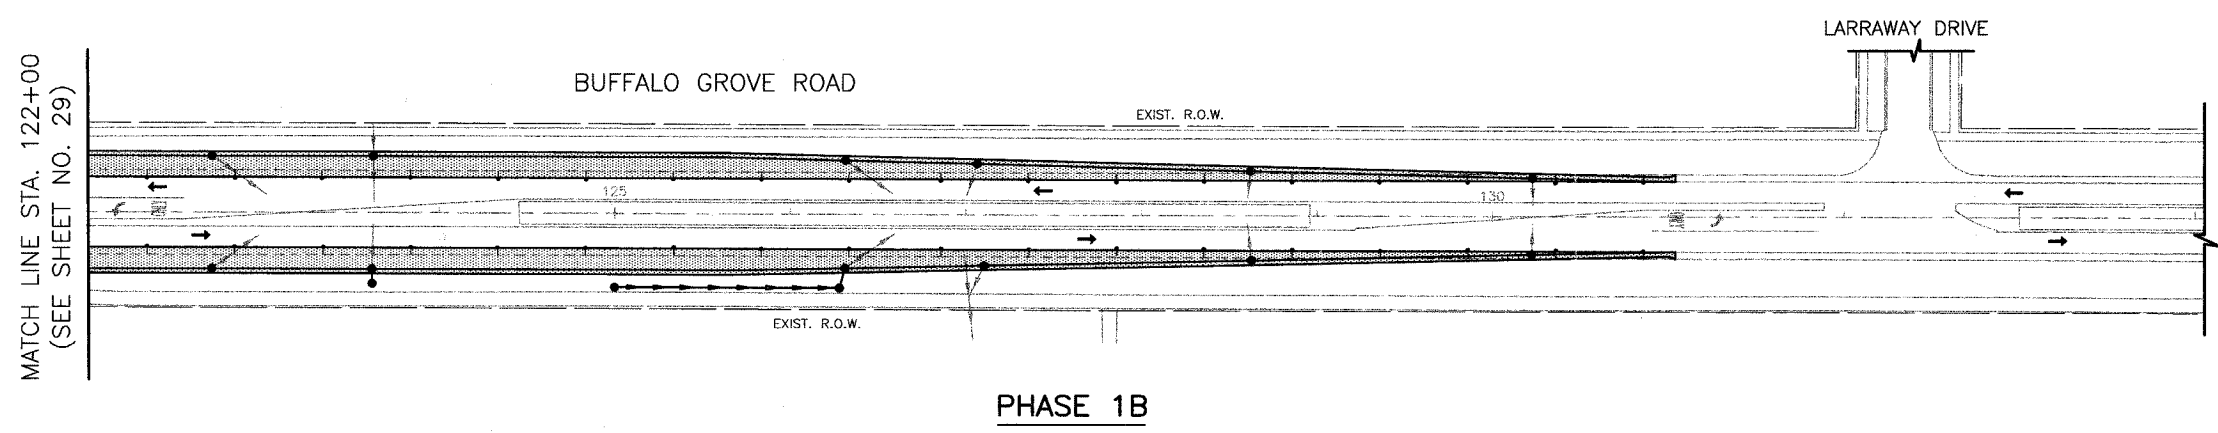 LARRAWAY DRIVE
BUFFALO GROVE ROAD
EXIST. R.O.W.
MATCH LINE STA. 122+00
(SEE SHEET NO. 29)
125
130
EXIST. R.O.W.
PHASE 1B